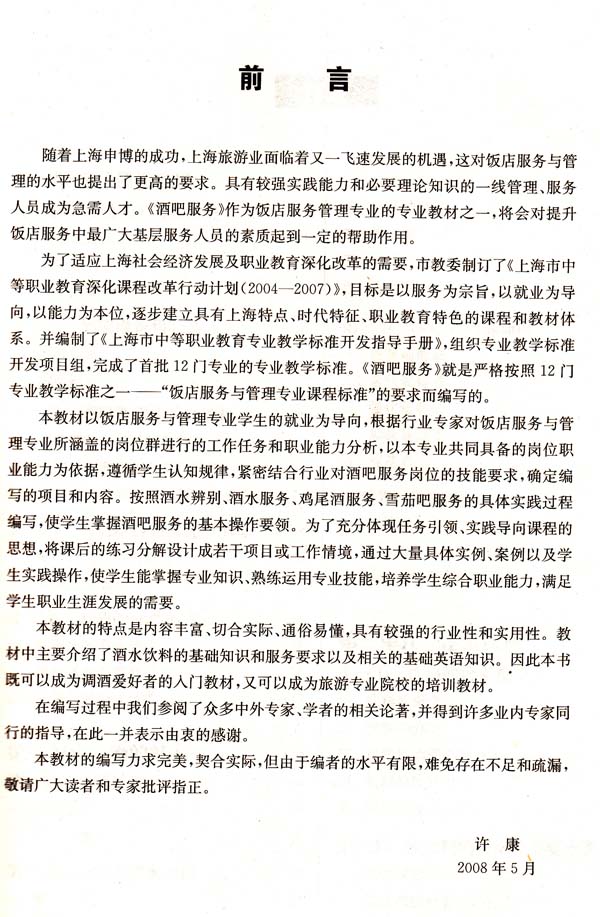 前 言
随着上海申博的成功,上海旅游业面临着又一飞速发展的机遇,这对饭店服务与管
理的水平也提出了更高的要求。具有较强实践能力和必要理论知识的一线管理、服务
人员成为急需人才。《酒吧服务》作为饭店服务管理专业的专业教材之一,将会对提升
饭店服务中最广大基层服务人员的素质起到一定的帮助作用。
为了适应上海社会经济发展及职业教育深化改革的需要,市教委制订了《上海市中
等职业教育深化课程改革行动计划(2004—2007)》,目标是以服务为宗旨,以就业为导
向,以能力为本位,逐步建立具有上海特点、时代特征、职业教育特色的课程和教材体
系。并编制了《上海市中等职业教育专业教学标准开发指导手册》,组织专业教学标准
开发项目组,完成了首批12门专业的专业教学标准。《酒吧服务》就是严格按照12门
专业教学标准之一——“饭店服务与管理专业课程标准”的要求而编写的。
本教材以饭店服务与管理专业学生的就业为导向,根据行业专家对饭店服务与管
理专业所涵盖的岗位群进行的工作任务和职业能力分析,以本专业共同具备的岗位职
业能力为依据,遵循学生认知规律,紧密结合行业对酒吧服务岗位的技能要求,确定编
写的项目和内容。按照酒水辨别、酒水服务、鸡尾酒服务、雪茄吧服务的具体实践过程
编写,使学生掌握酒吧服务的基本操作要领。为了充分体现任务引领、实践导向课程的
思想,将课后的练习分解设计成若干项目或工作情境,通过大量具体实例、案例以及学
生实践操作,使学生能掌握专业知识、熟练运用专业技能,培养学生综合职业能力,满足
学生职业生涯发展的需要。
本教材的特点是内容丰富、切合实际、通俗易懂,具有较强的行业性和实用性。教
材中主要介绍了酒水饮料的基础知识和服务要求以及相关的基础英语知识。因此本书
既可以成为调酒爱好者的入门教材,又可以成为旅游专业院校的培训教材。
在编写过程中我们参阅了众多中外专家、学者的相关论著,并得到许多业内专家同
行的指导,在此一并表示由衷的感谢。
本教材的编写力求完美,契合实际,但由于编者的水平有限,难免存在不足和疏漏,
敬请广大读者和专家批评指正。
许 康
2008年5月